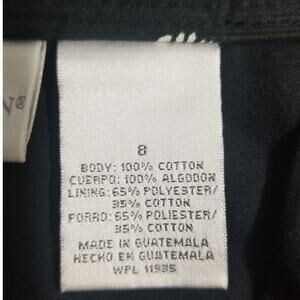 8
BODY: 100% COTTON
CUERPO: 100% ALGODON
LINING: 65% POLYESTER/
35% COTTON
FORRO: 65% POLIESTER/
35% COTTON
MADE IN GUATEMALA
HECHO EN GUATEMALA
WPL 11935